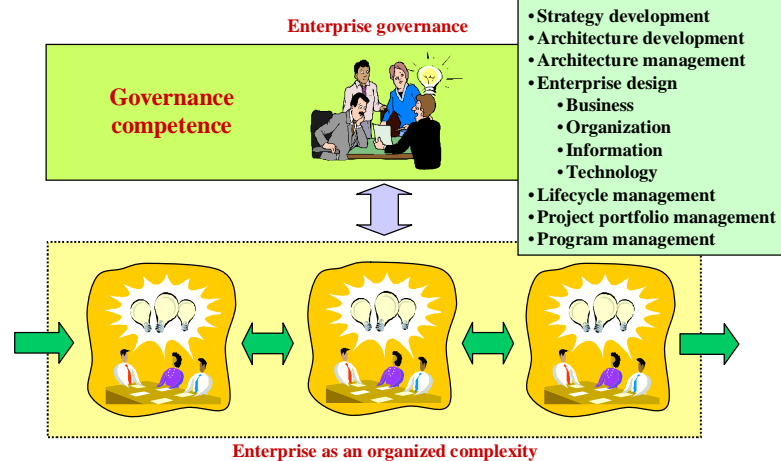 Enterprise governance
Governance
competence
•Strategy development
•Architecture development
•Architecture management
•Enterprise design
•Business
•Organization
•Information
•Technology
•Lifecycle management
•Project portfolio management
•Program management
Enterprise as an organized complexity